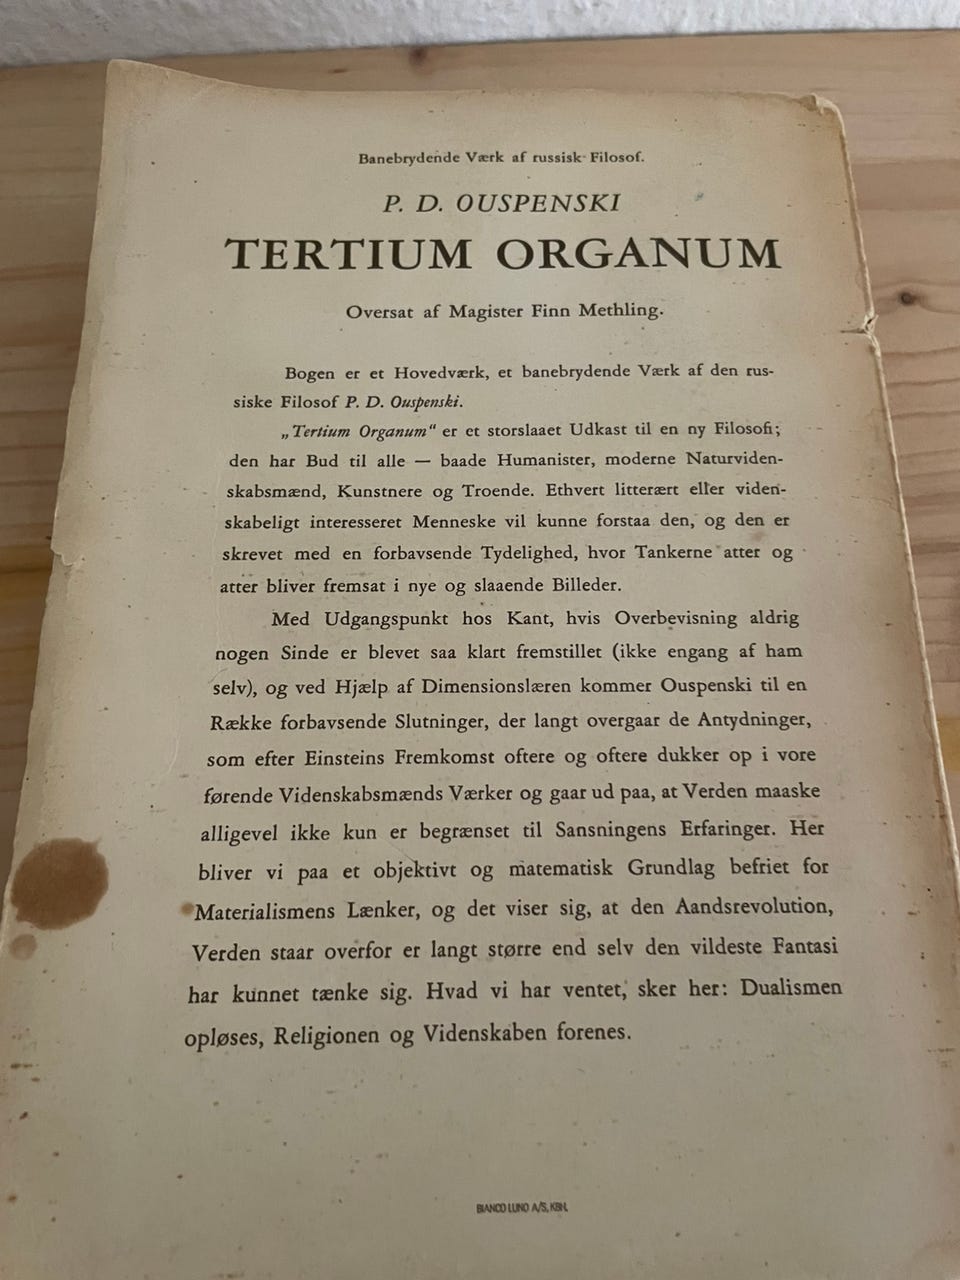 Banebrydende Værk af russisk Filosof.
P. D. OUSPENSKI
TERTIUM ORGANUM
Oversat af Magister Finn Methling.
Bogen er et Hovedværk, et banebrydende Værk af den rus-
siske Filosof P. D. Ouspenski.
„Tertium Organum“ er et storslaaet Udkast til en ny Filosofi;
den har Bud til alle — baade Humanister, moderne Naturviden-
skabsmænd, Kunstnere og Troende. Ethvert litterært eller viden-
skabeligt interesseret Menneske vil kunne forstaa den, og den er
skrevet med en forbavsende Tydelighed, hvor Tankerne atter og
atter bliver fremsat i nye og slaaende Billeder.
Med Udgangspunkt hos Kant, hvis Overbevisning aldrig
nogen Sinde er blevet saa klart fremstillet (ikke engang af ham
selv), og ved Hjælp af Dimensionslæren kommer Ouspenski til en
Række forbavsende Slutninger, der langt overgaar de Antydninger,
som efter Einsteins Fremkomst oftere og oftere dukker op i vore
førende Videnskabsmænds Værker og gaar ud paa, at Verden maaske
alligevel ikke kun er begrænset til Sansningens Erfaringer. Her
bliver vi paa et objektivt og matematisk Grundlag befriet for
Materialismens Lænker, og det viser sig, at den Aandsrevolution,
Verden staar overfor er langt større end selv den vildeste Fantasi
har kunnet tænke sig. Hvad vi har ventet, sker her: Dualismen
opløses, Religionen og Videnskaben forenes.
BIANCO LUNO A/S, KBH.